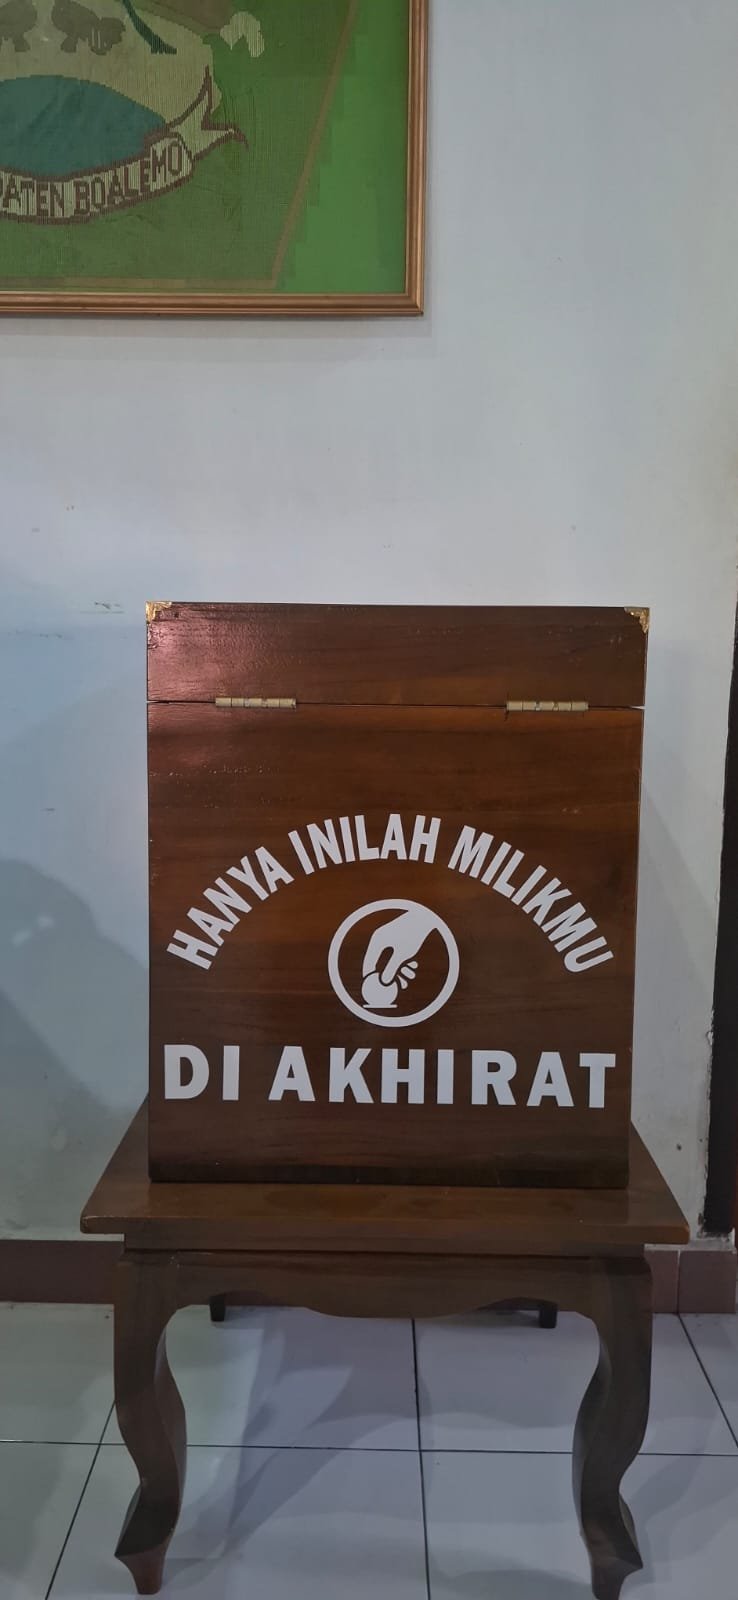 PATEN BOALEMO
HANYA INILAH MILIKMU
DI AKHIRAT